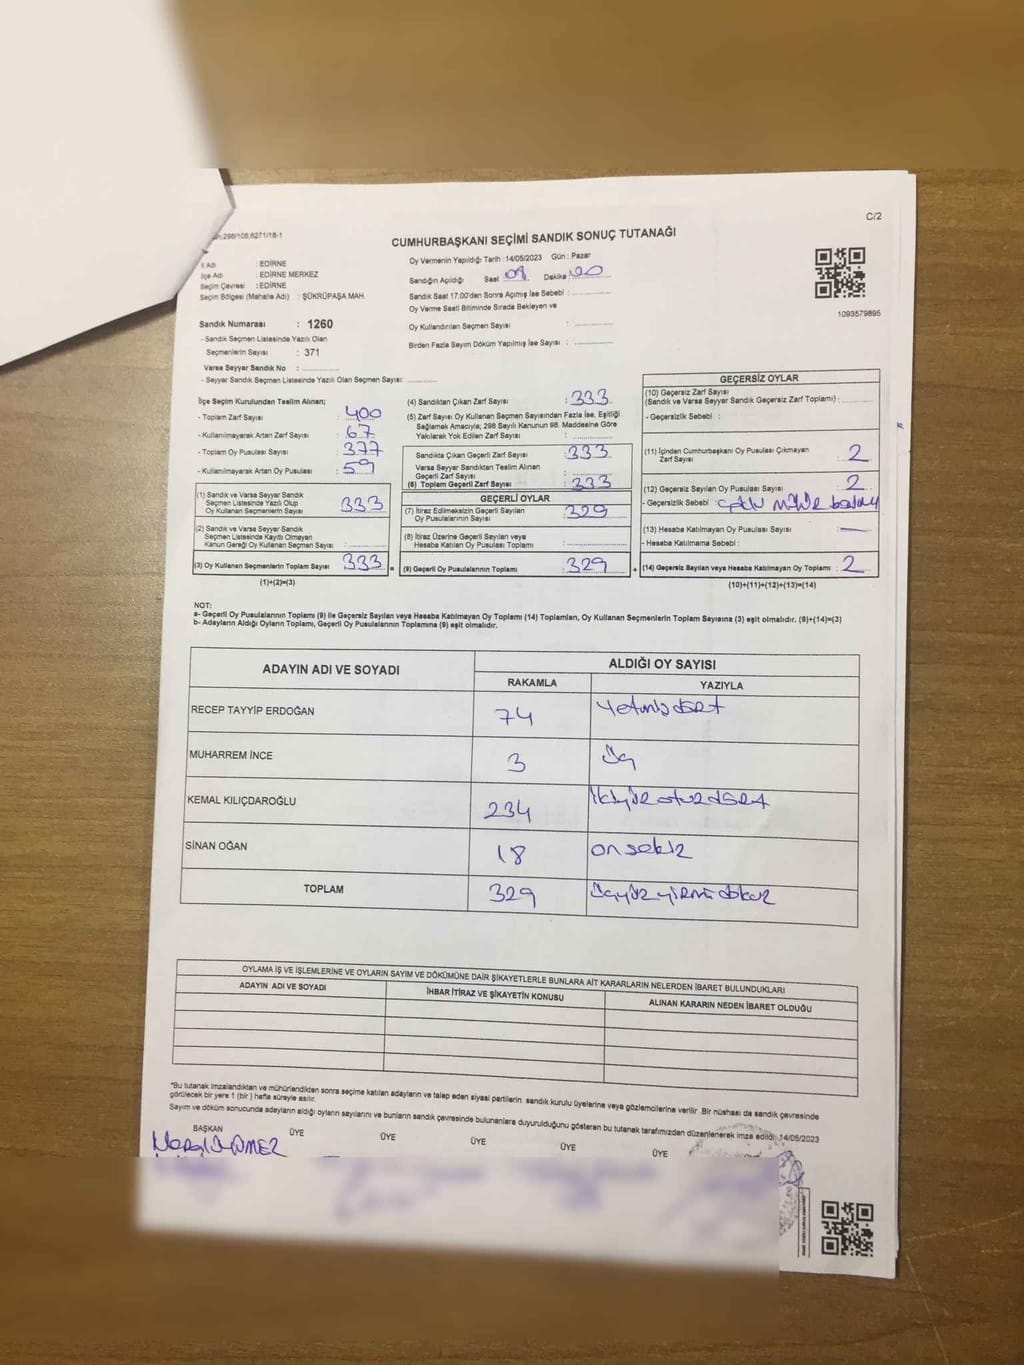 C/2
CUMHURBAŞKANI SEÇİMİ SANDIK SONUÇ TUTANAĞI
İl Adı : EDİRNE
İlçe Adı : EDİRNE MERKEZ
Seçim Çevresi : EDİRNE
Seçim Bölgesi (Mahalle Adı) : ŞÜKRÜPAŞA MAH.
Sandık Numarası : 1260
- Sandık Seçmen Listesinde Yazılı Olan
Seçmenlerin Sayısı : 371
Varsa Seyyar Sandık No :
- Seyyar Sandık Seçmen Listesinde Yazılı Olan Seçmen Sayısı:
Oy Vermenin Yapıldığı Tarih : 14/05/2023 Gün : Pazar
Sandığın Açıldığı Saat 08 Dakika
Sandık Saat 17.00'den Sonra Açımış İse Sebebi :
Oy Verme Saati Bitiminde Sırada Bekleyen ve
Oy Kullandırılan Seçmen Sayısı :
Birden Fazla Sayım Döküm Yapılmış İse Sayısı :
1093579895
İlçe Seçim Kurulundan Teslim Alınan;
- Toplam Zarf Sayısı : 400
- Kullanılmayarak Artan Zarf Sayısı : 67
- Toplam Oy Pusulası Sayısı : 377
- Kullanılmayarak Artan Oy Pusulası : 59
(1) Sandık ve Varsa Seyyar Sandık
Seçmen Listesinde Yazılı Olup
Oy Kullanan Seçmenlerin Sayısı : 333
(2) Sandık ve Varsa Seyyar Sandık
Seçmen Listesinde Kayıtlı Olmayan
Kanun Gereği Oy Kullanan Seçmen Sayısı :
(3) Oy Kullanan Seçmenlerin Toplam Sayısı : 333 =
(1)+(2)=(3)
(4) Sandıktan Çıkan Zarf Sayısı : 333
(5) Zarf Sayısı Oy Kullanan Seçmen Sayısından Fazla İse, Eşitliği
Sağlamak Amacıyla; 298 Sayılı Kanunun 98. Maddesine Göre
Yakılarak Yok Edilen Zarf Sayısı :
Sandıkta Çıkan Geçerli Zarf Sayısı : 333
Varsa Seyyar Sandıktan Teslim Alınan
Geçerli Zarf Sayısı :
(6) Toplam Geçerli Zarf Sayısı : 333
GEÇERLİ OYLAR
(7) İtiraz Edilmeksizin Geçerli Sayılan
Oy Pusulalarının Sayısı : 329
(8) İtiraz Üzerine Geçerli Sayılan veya
Hesaba Katılan Oy Pusulası Toplamı :
(9) Geçerli Oy Pusulalarının Toplamı : 329 +
GEÇERSİZ OYLAR
(10) Geçersiz Zarf Sayısı
(Sandık ve Varsa Seyyar Sandık Geçersiz Zarf Toplamı) :
- Geçersizlik Sebebi :
(11) İçindan Cumhurbaşkanı Oy Pusulası Çıkmayan
Zarf Sayısı : 2
(12) Geçersiz Sayılan Oy Pusulası Sayısı : 2
- Geçersizlik Sebebi :
(13) Hesaba Katılmayan Oy Pusulası Sayısı : —
- Hesaba Katılmama Sebebi :
(14) Geçersiz Sayılan veya Hesaba Katılmayan Oy Toplamı : 2
(10)+(11)+(12)+(13)=(14)
NOT:
a- Geçerli Oy Pusulalarının Toplamı (9) ile Geçersiz Sayılan veya Hesaba Katılmayan Oy Toplamı (14) Toplamları, Oy Kullanan Seçmenlerin Toplam Sayısına (3) eşit olmalıdır. (9)+(14)=(3)
b- Adayların Aldığı Oyların Toplamı, Geçerli Oy Pusulalarının Toplamına (9) eşit olmalıdır.
ADAYIN ADI VE SOYADI ALDIĞI OY SAYISI
RAKAMLA YAZIYLA
RECEP TAYYİP ERDOĞAN 74 Yetmişdört
MUHARREM İNCE 3 Üç
KEMAL KILIÇDAROĞLU 234 ikiyüzotuzdört
SİNAN OĞAN 18 onsekiz
TOPLAM 329 üçyüzyirmidokuz
OYLAMA İŞ VE İŞLEMLERİNE VE OYLARIN SAYIM VE DÖKÜMÜNE DAİR ŞİKAYETLERLE BUNLARA AİT KARARLARIN NELERDEN İBARET BULUNDUKLARI
ADAYIN ADI VE SOYADI İHBAR İTİRAZ VE ŞİKAYETİN KONUSU ALINAN KARARIN NEDEN İBARET OLDUĞU
*Bu tutanak imzalandıktan ve mühürlendikten sonra seçime katılan adayların ve talep eden siyasi partilerin sandık kurulu üyelerine veya gözlemcilerine verilir. Bir nüshası da sandık çevresinde
görülecek bir yere 1 (bir) hafta süreyle asılır.
Sayım ve döküm sonucunda adayların aldığı oyların sayılarını ve bunların sandık çevresinde bulunanlara duyurulduğunu gösteren bu tutanak tarafımızdan düzenlenerek imza edildi. 14/05/2023
BAŞKAN ÜYE ÜYE ÜYE ÜYE ÜYE